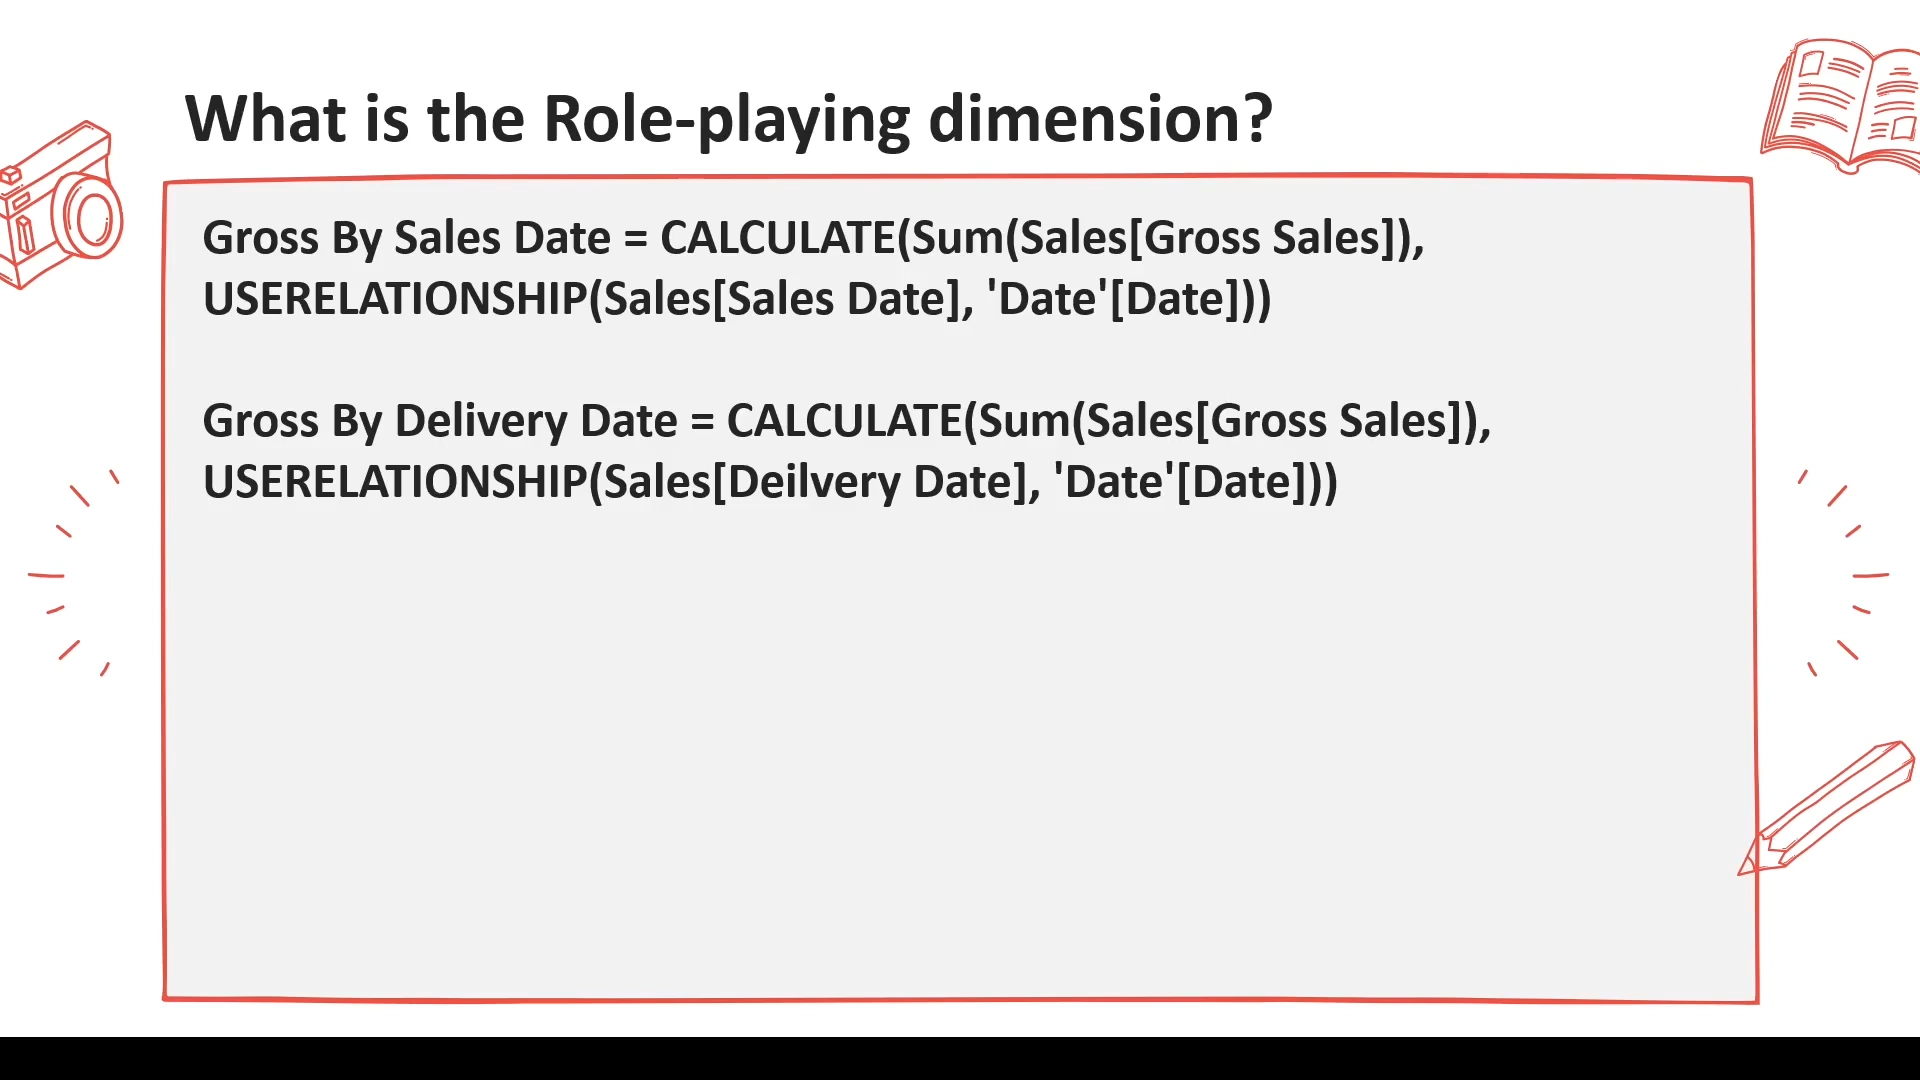 What is the Role-playing dimension?
Gross By Sales Date = CALCULATE(Sum(Sales[Gross Sales]),
USERELATIONSHIP(Sales[Sales Date], 'Date'[Date]))
Gross By Delivery Date = CALCULATE(Sum(Sales[Gross Sales]),
USERELATIONSHIP(Sales[Deilvery Date], 'Date'[Date]))